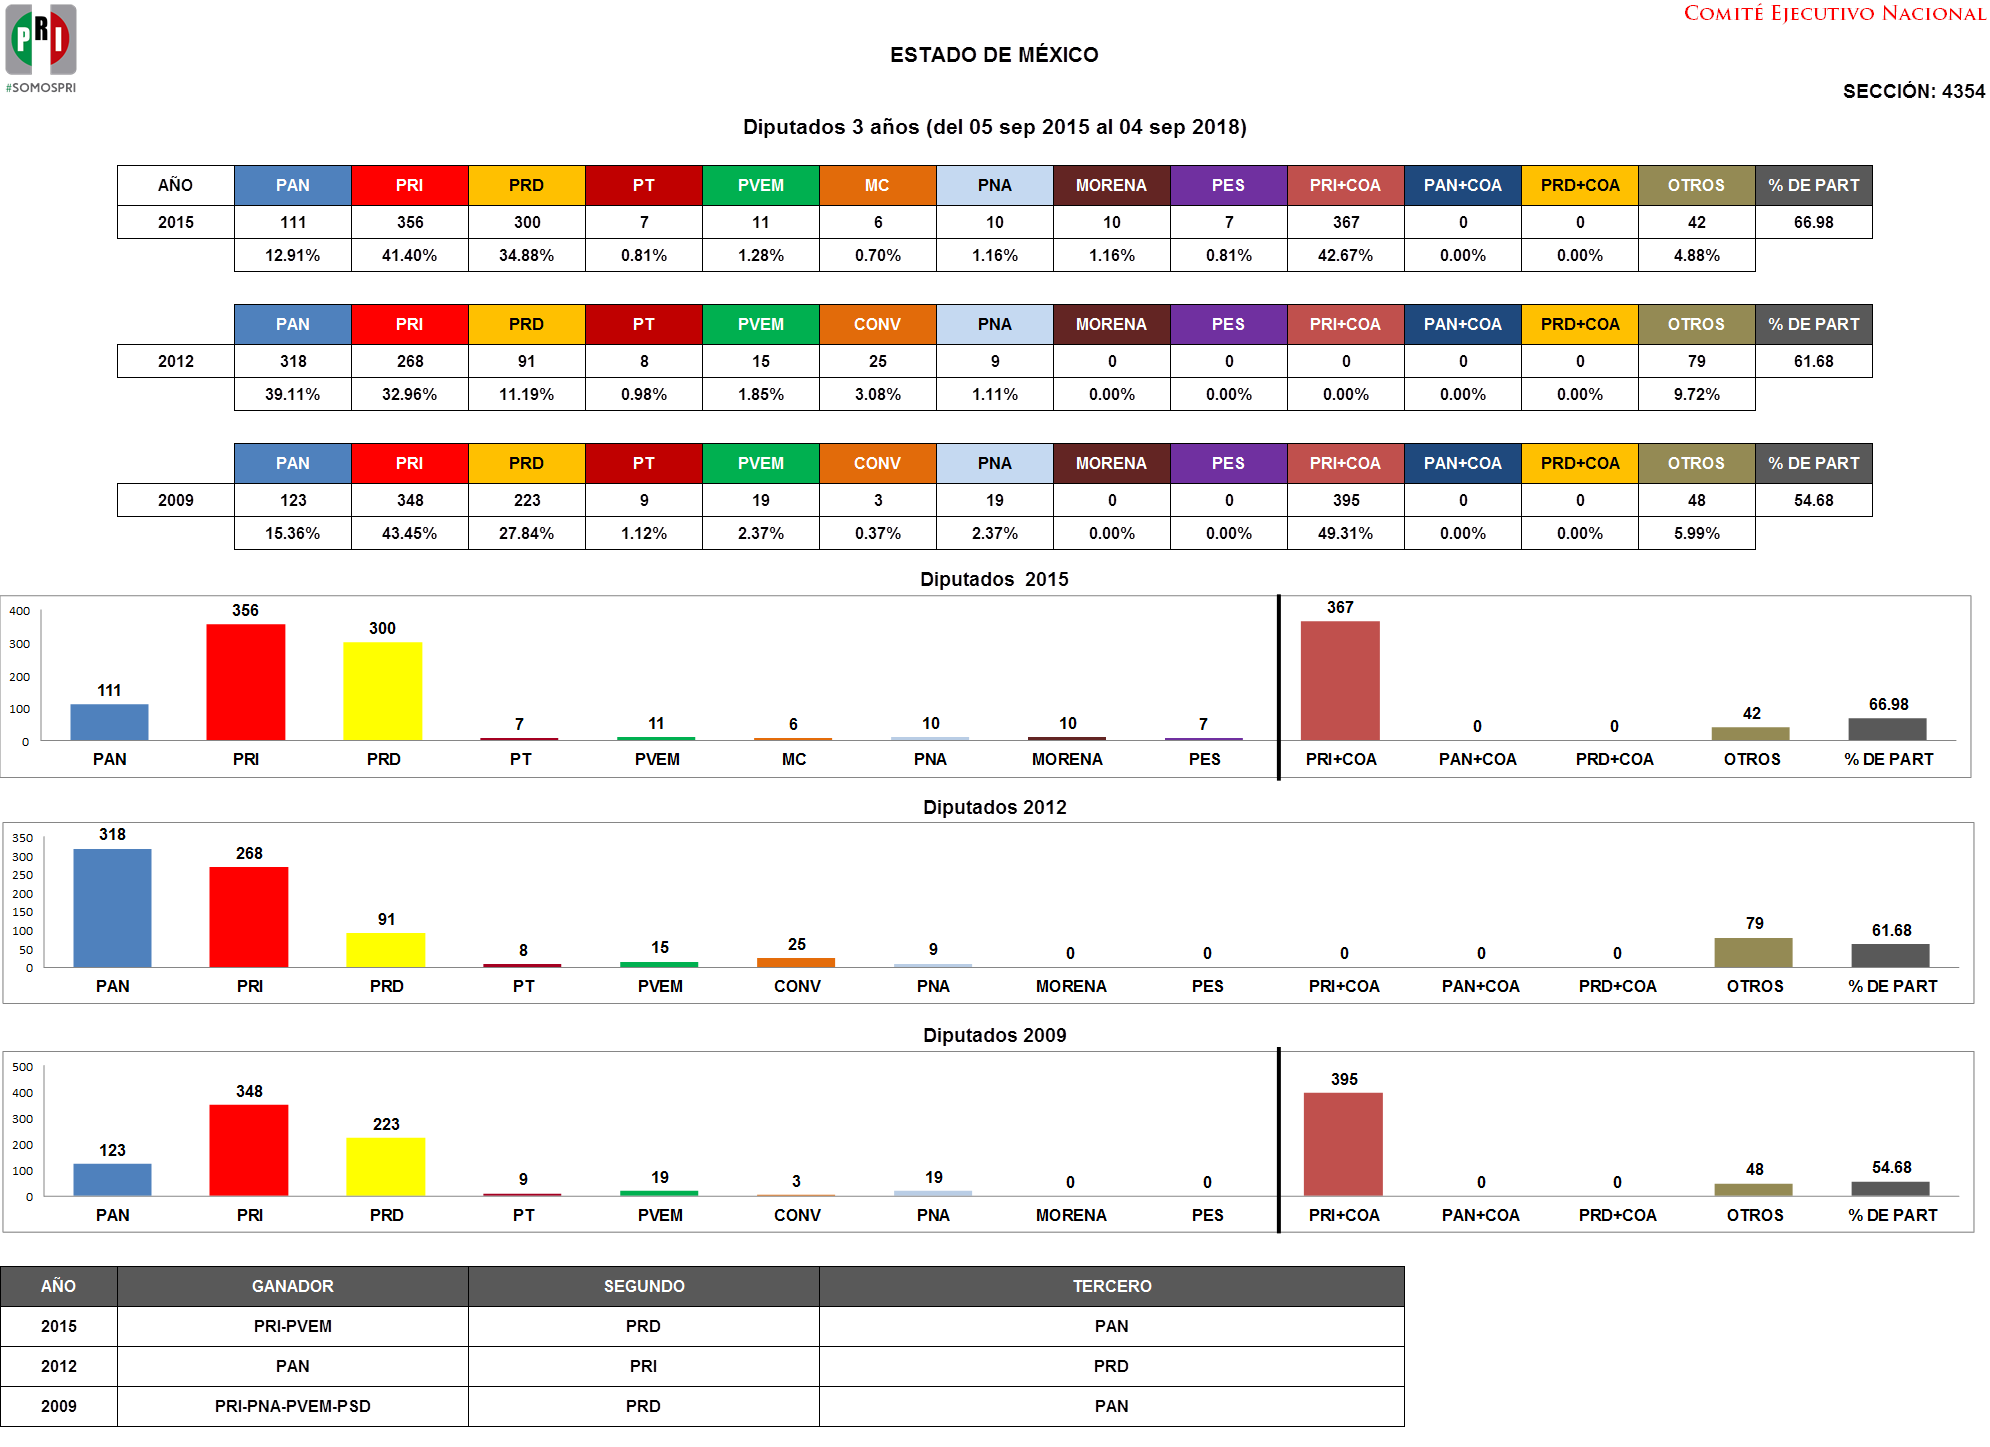 PRI
#SOMOSPRI
COMITÉ EJECUTIVO NACIONAL
ESTADO DE MÉXICO
SECCIÓN: 4354
Diputados 3 años (del 05 sep 2015 al 04 sep 2018)
AÑO PAN PRI PRD PT PVEM MC PNA MORENA PES PRI+COA PAN+COA PRD+COA OTROS % DE PART
2015 111 356 300 7 11 6 10 10 7 367 0 0 42 66.98
12.91% 41.40% 34.88% 0.81% 1.28% 0.70% 1.16% 1.16% 0.81% 42.67% 0.00% 0.00% 4.88%
PAN PRI PRD PT PVEM CONV PNA MORENA PES PRI+COA PAN+COA PRD+COA OTROS % DE PART
2012 318 268 91 8 15 25 9 0 0 0 0 0 79 61.68
39.11% 32.96% 11.19% 0.98% 1.85% 3.08% 1.11% 0.00% 0.00% 0.00% 0.00% 0.00% 9.72%
PAN PRI PRD PT PVEM CONV PNA MORENA PES PRI+COA PAN+COA PRD+COA OTROS % DE PART
2009 123 348 223 9 19 3 19 0 0 395 0 0 48 54.68
15.36% 43.45% 27.84% 1.12% 2.37% 0.37% 2.37% 0.00% 0.00% 49.31% 0.00% 0.00% 5.99%
Diputados  2015
400
300
200
100
0
111 356 300 7 11 6 10 10 7 367 0 0 42 66.98
PAN PRI PRD PT PVEM MC PNA MORENA PES PRI+COA PAN+COA PRD+COA OTROS % DE PART
Diputados 2012
350
300
250
200
150
100
50
0
318 268 91 8 15 25 9 0 0 0 0 0 79 61.68
PAN PRI PRD PT PVEM CONV PNA MORENA PES PRI+COA PAN+COA PRD+COA OTROS % DE PART
Diputados 2009
500
400
300
200
100
0
123 348 223 9 19 3 19 0 0 395 0 0 48 54.68
PAN PRI PRD PT PVEM CONV PNA MORENA PES PRI+COA PAN+COA PRD+COA OTROS % DE PART
AÑO GANADOR SEGUNDO TERCERO
2015 PRI-PVEM PRD PAN
2012 PAN PRI PRD
2009 PRI-PNA-PVEM-PSD PRD PAN